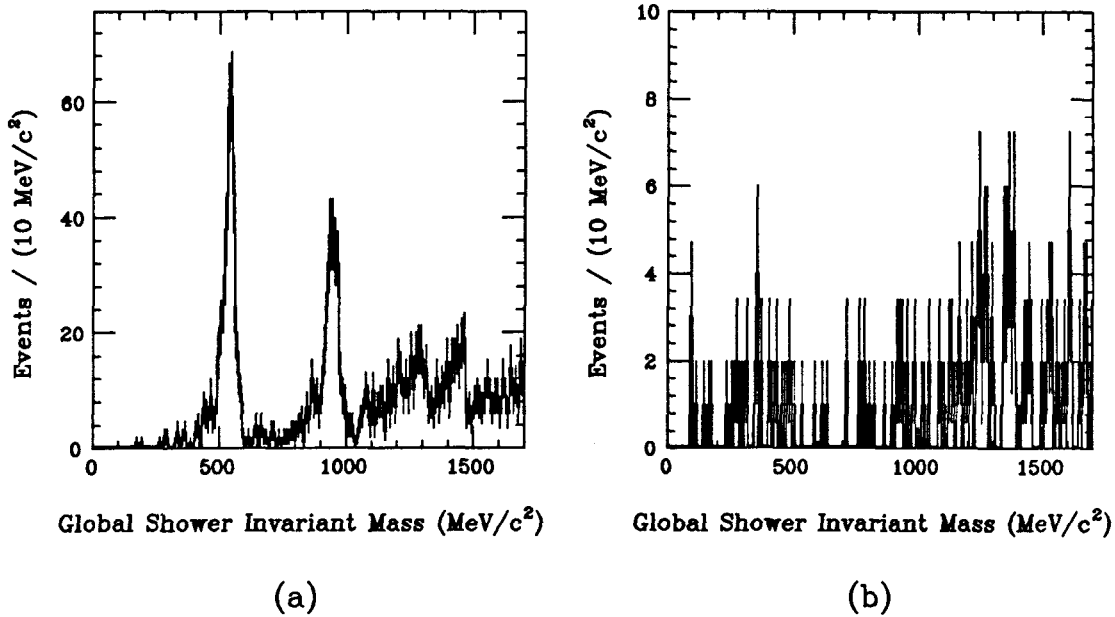 Events / (10 MeV/c²)
60
40
20
0
0 500 1000 1500
Global Shower Invariant Mass (MeV/c²)
(a)
Events / (10 MeV/c²)
10
8
6
4
2
0
0 500 1000 1500
Global Shower Invariant Mass (MeV/c²)
(b)